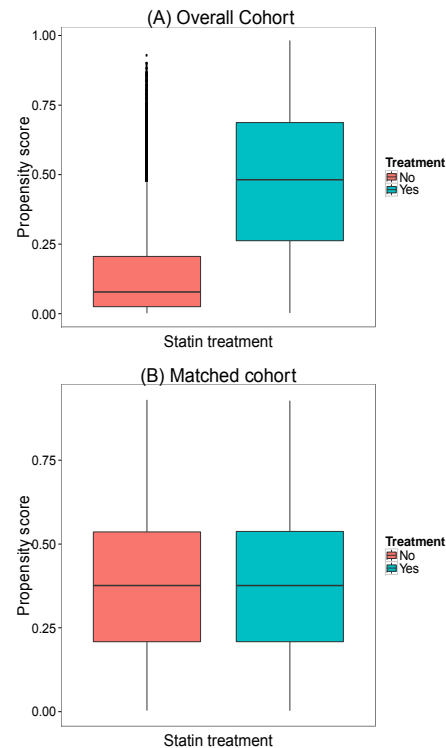 (A) Overall Cohort
1.00
0.75
0.50
0.25
0.00
Propensity score
Statin treatment
Treatment
No
Yes
(B) Matched cohort
0.75
0.50
0.25
0.00
Propensity score
Statin treatment
Treatment
No
Yes